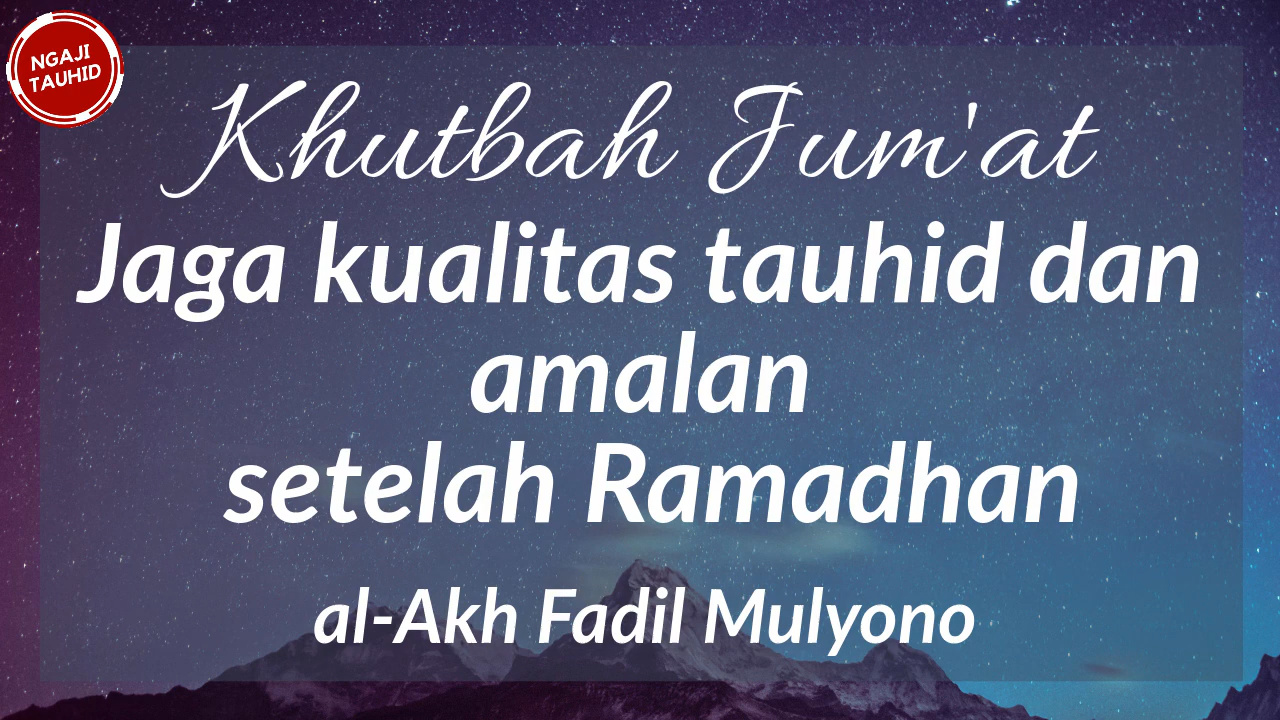 NGAJI
TAUHID
Khutbah Jum'at
Jaga kualitas tauhid dan
amalan
setelah Ramadhan
al-Akh Fadil Mulyono